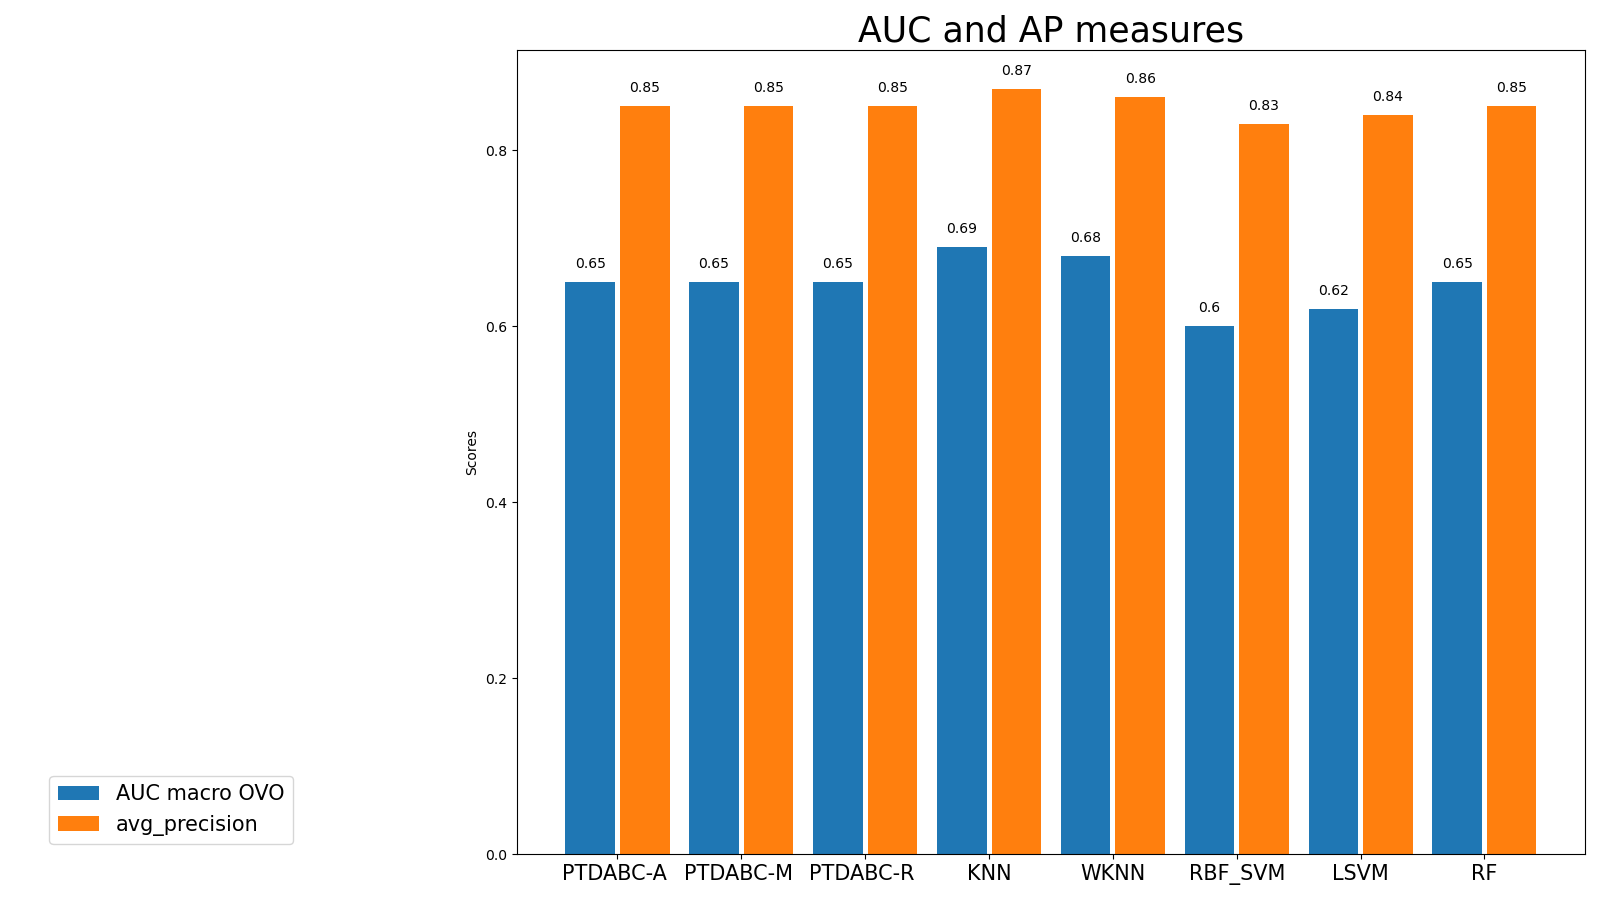 AUC and AP measures
0.85 0.85 0.85 0.87 0.86 0.83 0.84 0.85
0.65 0.65 0.65 0.69 0.68 0.6 0.62 0.65
0.8
0.6
0.4
0.2
0.0
Scores
PTDABC-A PTDABC-M PTDABC-R KNN WKNN RBF_SVM LSVM RF
AUC macro OVO
avg_precision